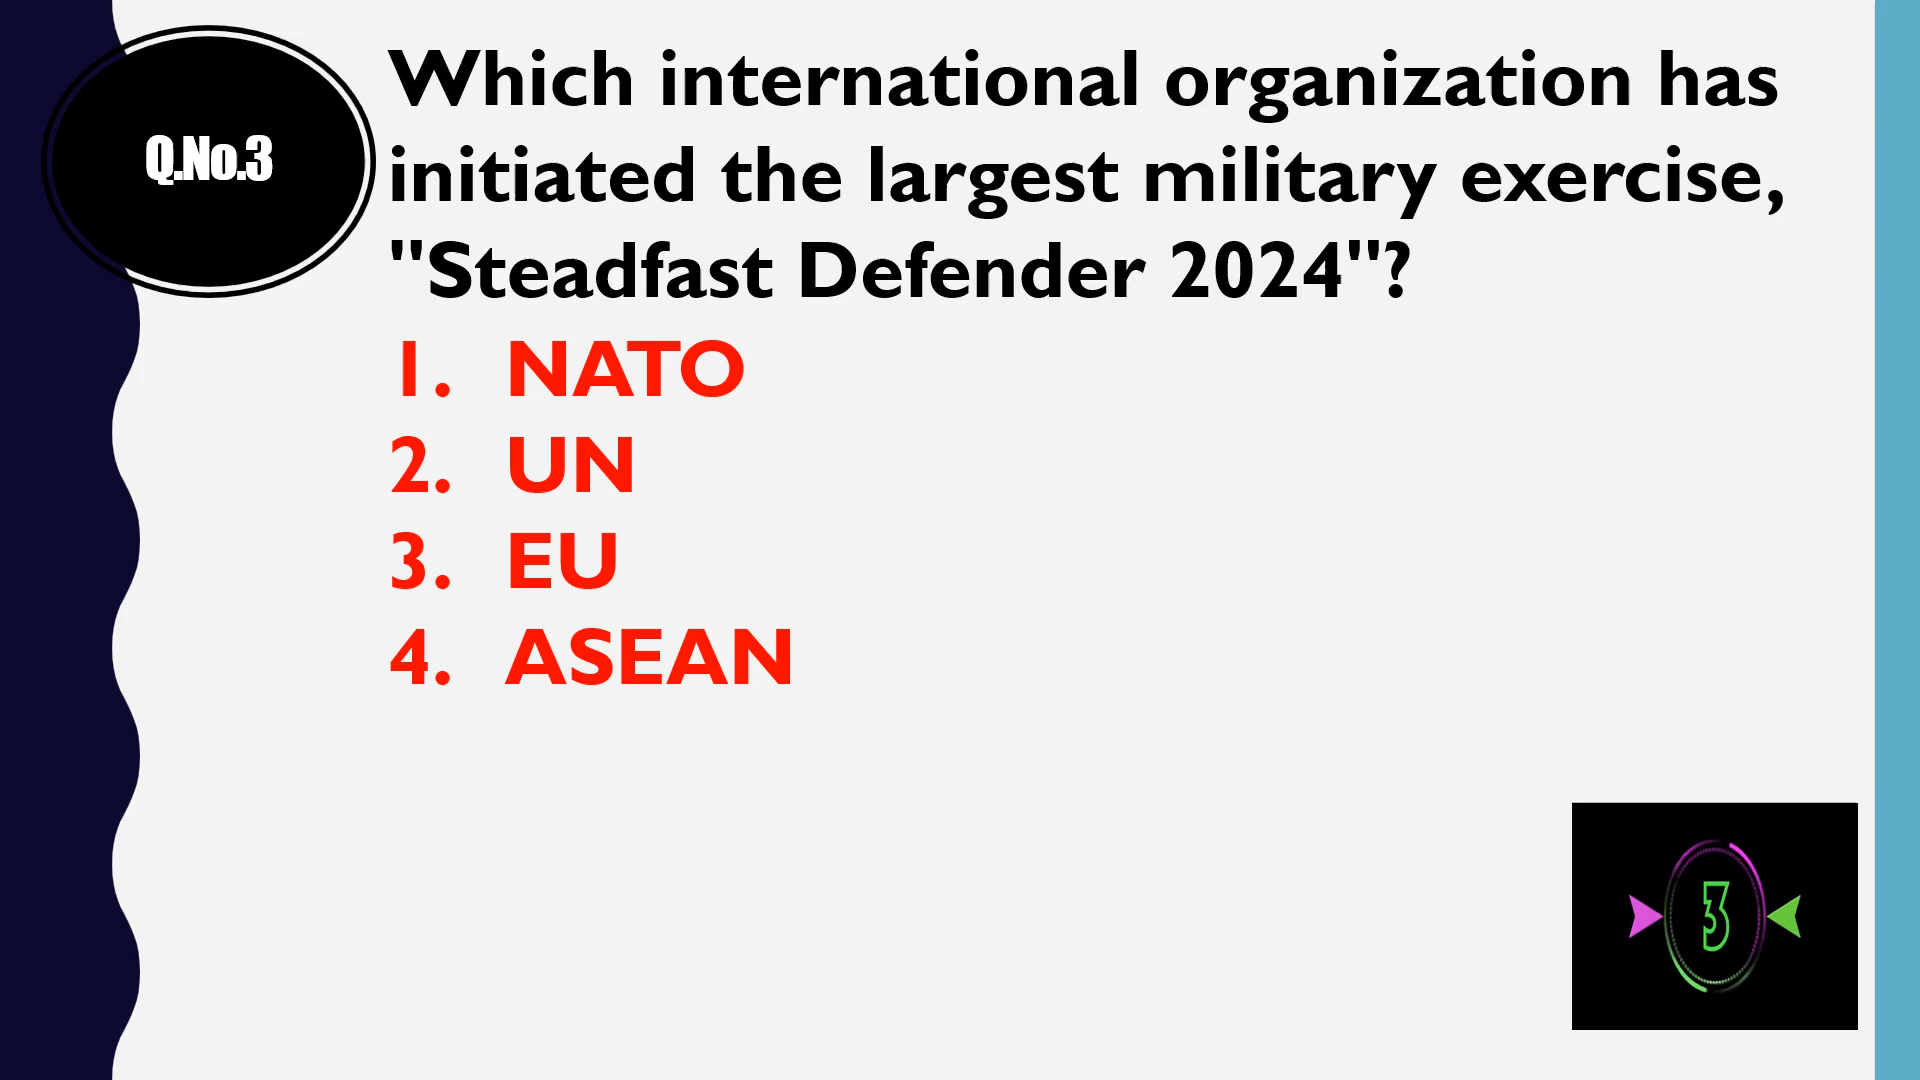 Q.No.3
Which international organization has
initiated the largest military exercise,
"Steadfast Defender 2024"?
1. NATO
2. UN
3. EU
4. ASEAN
3